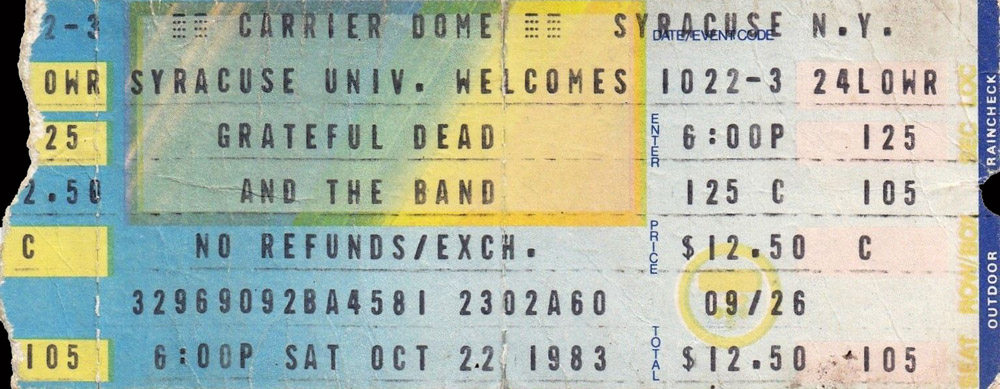 2-3 CARRIER DOME SYRACUSE N.Y.
DATE/EVENT CODE
OWR SYRACUSE UNIV. WELCOMES 1022-3 24LOWR
25 GRATEFUL DEAD ENTER 6:00P 125
2.50 AND THE BAND 125 C 105
C NO REFUNDS/EXCH. PRICE $12.50 C
32969092BA4581 2302A60 09/26
105 6:00P SAT OCT 22 1983 TOTAL $12.50 105
RAINCHECK
OUTDOOR